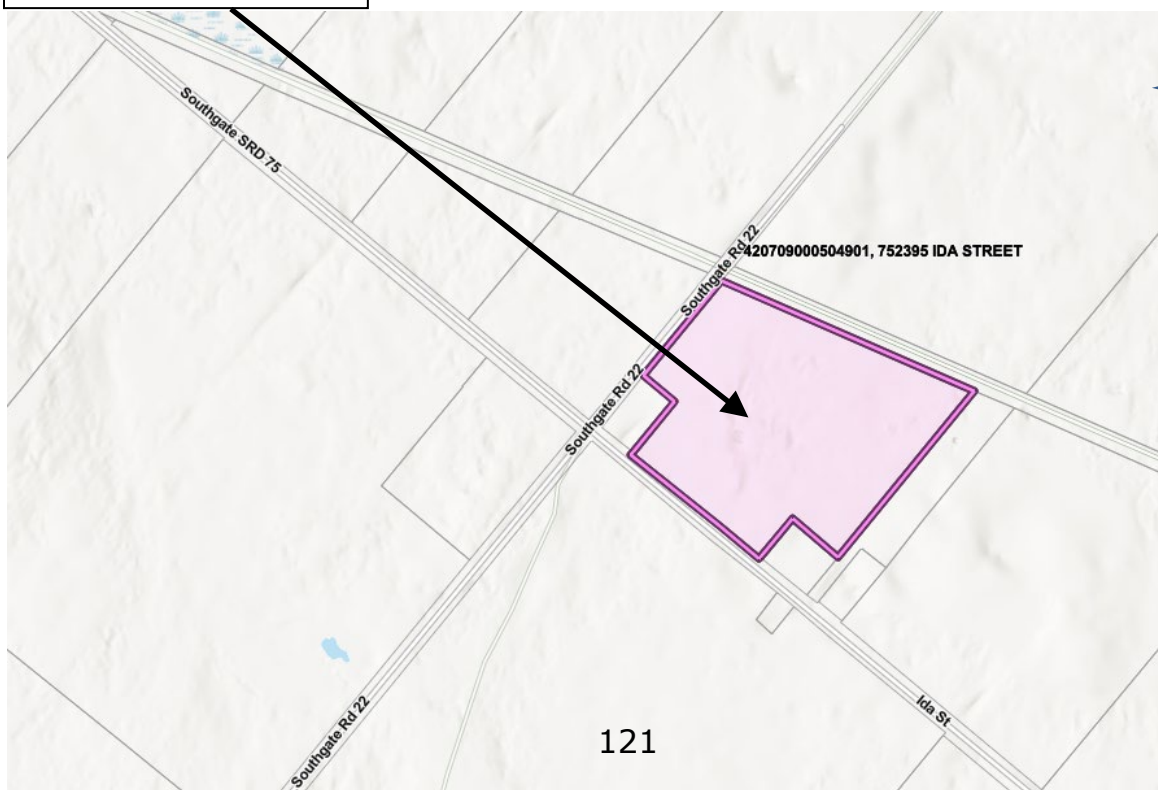 Southgate SRD 75
Southgate Rd 22
420709000504901, 752395 IDA STREET
Southgate Rd 22
Southgate Rd 22
Ida St
121